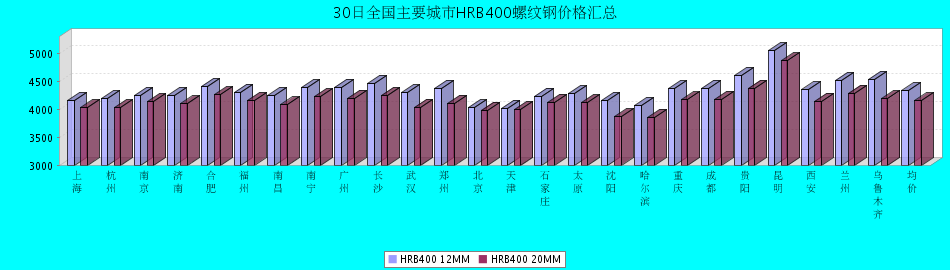 30日全国主要城市HRB400螺纹钢价格汇总
5000
4500
4000
3500
3000
上海 杭州 南京 济南 合肥 福州 南昌 南宁 广州 长沙 武汉 郑州 北京 天津 石家庄 太原 沈阳 哈尔滨 重庆 成都 贵阳 昆明 西安 兰州 乌鲁木齐 均价
HRB400 12MM HRB400 20MM